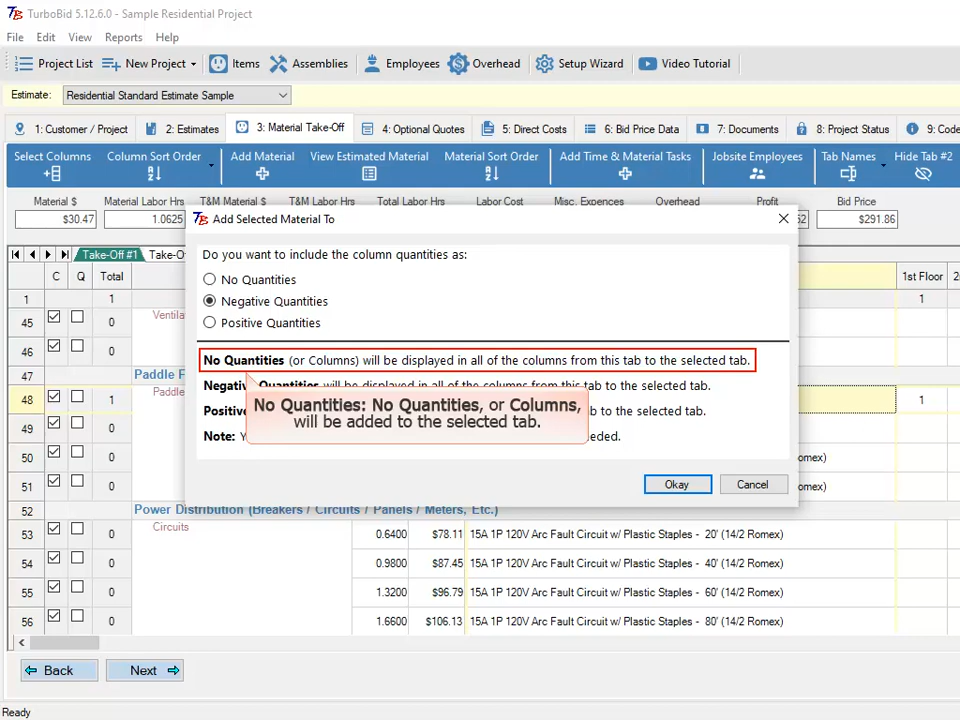 TB TurboBid 5.12.6.0 - Sample Residential Project
File Edit View Reports Help
Project List New Project Items Assemblies Employees Overhead Setup Wizard Video Tutorial
Estimate: Residential Standard Estimate Sample
1: Customer / Project 2: Estimates 3: Material Take-Off 4: Optional Quotes 5: Direct Costs 6: Bid Price Data 7: Documents 8: Project Status 9: Code
Select Columns Column Sort Order Add Material View Estimated Material Material Sort Order Add Time & Material Tasks Jobsite Employees Tab Names Hide Tab #2
Material $ Material Labor Hrs T&M Material $ T&M Labor Hrs Total Labor Hrs Labor Cost Misc. Expenses Overhead Profit Bid Price
$30.47 1.0625 $291.86
TB Add Selected Material To
Do you want to include the column quantities as:
No Quantities
Negative Quantities
Positive Quantities
No Quantities (or Columns) will be displayed in all of the columns from this tab to the selected tab.
Negativ Quantities will be displayed in all of the columns from this tab to the selected tab.
Positive b to the selected tab.
Note: Y eded.
No Quantities: No Quantities, or Columns,
will be added to the selected tab.
Okay Cancel
Take-Off #1 Take-O
C Q Total 1st Floor 2
1 1 1
45 0 Ventila
46 0
47 Paddle F
48 1 Paddle 1
49 0
50 0 omex)
51 0 omex)
52 Power Distribution (Breakers / Circuits / Panels / Meters, Etc.)
53 0 Circuits 0.6400 $78.11 15A 1P 120V Arc Fault Circuit w/ Plastic Staples - 20' (14/2 Romex)
54 0 0.9800 $87.45 15A 1P 120V Arc Fault Circuit w/ Plastic Staples - 40' (14/2 Romex)
55 0 1.3200 $96.79 15A 1P 120V Arc Fault Circuit w/ Plastic Staples - 60' (14/2 Romex)
56 0 1.6600 $106.13 15A 1P 120V Arc Fault Circuit w/ Plastic Staples - 80' (14/2 Romex)
Back Next
Ready